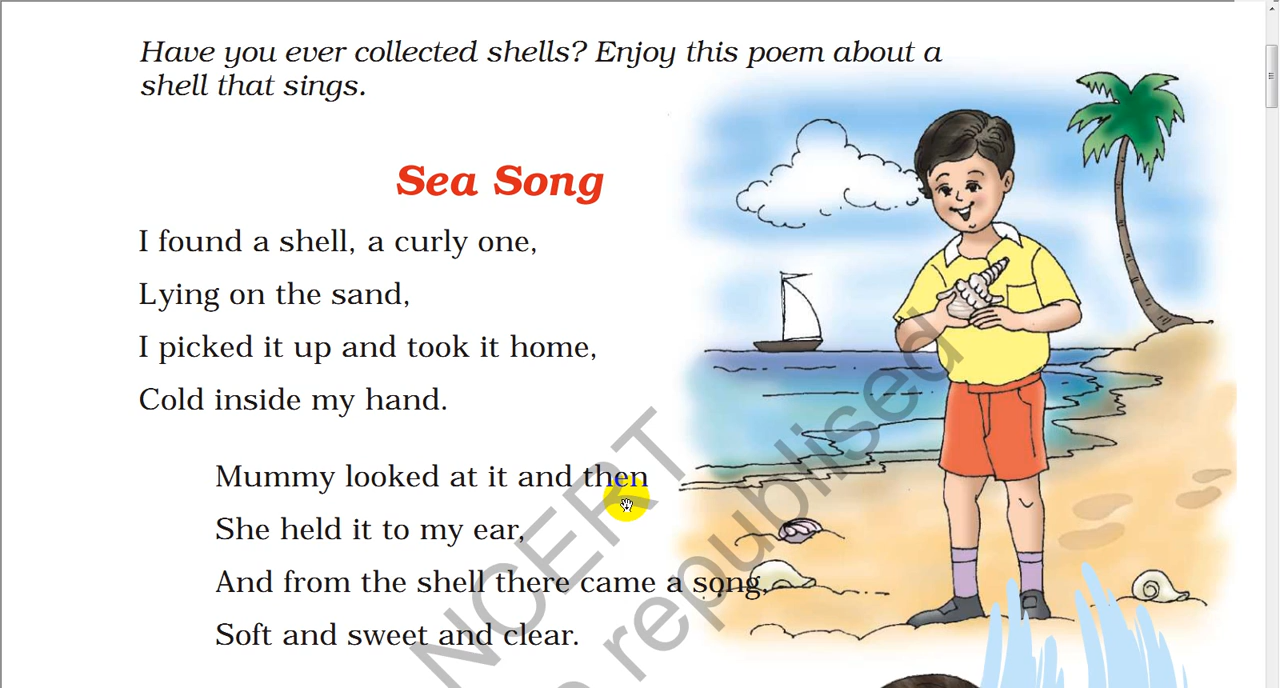 Have you ever collected shells? Enjoy this poem about a
shell that sings.
Sea Song
I found a shell, a curly one,
Lying on the sand,
I picked it up and took it home,
Cold inside my hand.
Mummy looked at it and then
She held it to my ear,
And from the shell there came a song,
Soft and sweet and clear.
NCERT
republised